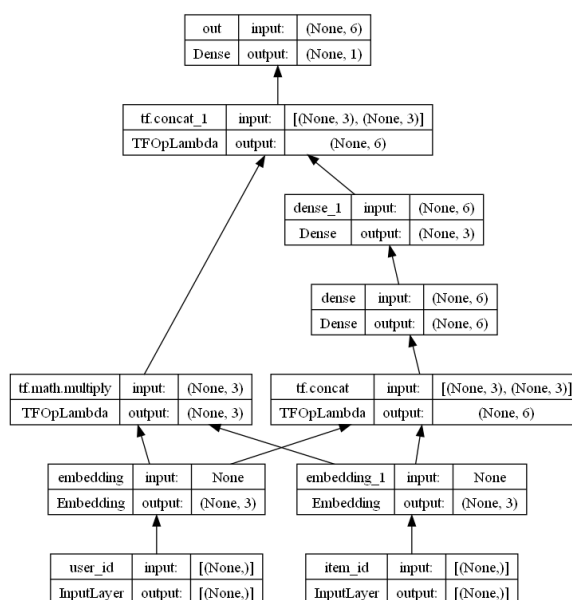 out input: (None, 6)
Dense output: (None, 1)
tf.concat_1 input: [(None, 3), (None, 3)]
TFOpLambda output: (None, 6)
dense_1 input: (None, 6)
Dense output: (None, 3)
dense input: (None, 6)
Dense output: (None, 6)
tf.math.multiply input: (None, 3)
TFOpLambda output: (None, 3)
tf.concat input: [(None, 3), (None, 3)]
TFOpLambda output: (None, 6)
embedding input: None
Embedding output: (None, 3)
embedding_1 input: None
Embedding output: (None, 3)
user_id input: [(None,)]
InputLayer output: [(None,)]
item_id input: [(None,)]
InputLayer output: [(None,)]